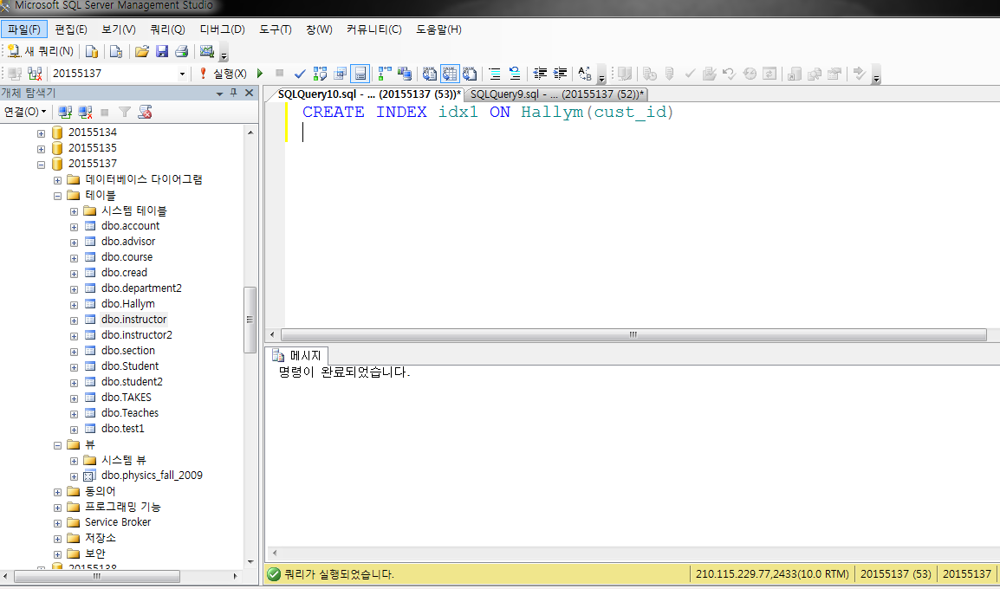 Microsoft SQL Server Management Studio
파일(F) 편집(E) 보기(V) 쿼리(Q) 디버그(D) 도구(T) 창(W) 커뮤니티(C) 도움말(H)
새 쿼리(N)
20155137 실행(X)
개체 탐색기
연결(O)
20155134
20155135
20155137
데이터베이스 다이어그램
테이블
시스템 테이블
dbo.account
dbo.advisor
dbo.course
dbo.cread
dbo.department2
dbo.Hallym
dbo.instructor
dbo.instructor2
dbo.section
dbo.Student
dbo.student2
dbo.TAKES
dbo.Teaches
dbo.test1
뷰
시스템 뷰
dbo.physics_fall_2009
동의어
프로그래밍 기능
Service Broker
저장소
보안
20155138
SQLQuery10.sql - ... (20155137 (53))* SQLQuery9.sql - ... (20155137 (52))*
CREATE INDEX idx1 ON Hallym(cust_id)
메시지
명령이 완료되었습니다.
쿼리가 실행되었습니다. 210.115.229.77,2433(10.0 RTM) 20155137 (53) 20155137